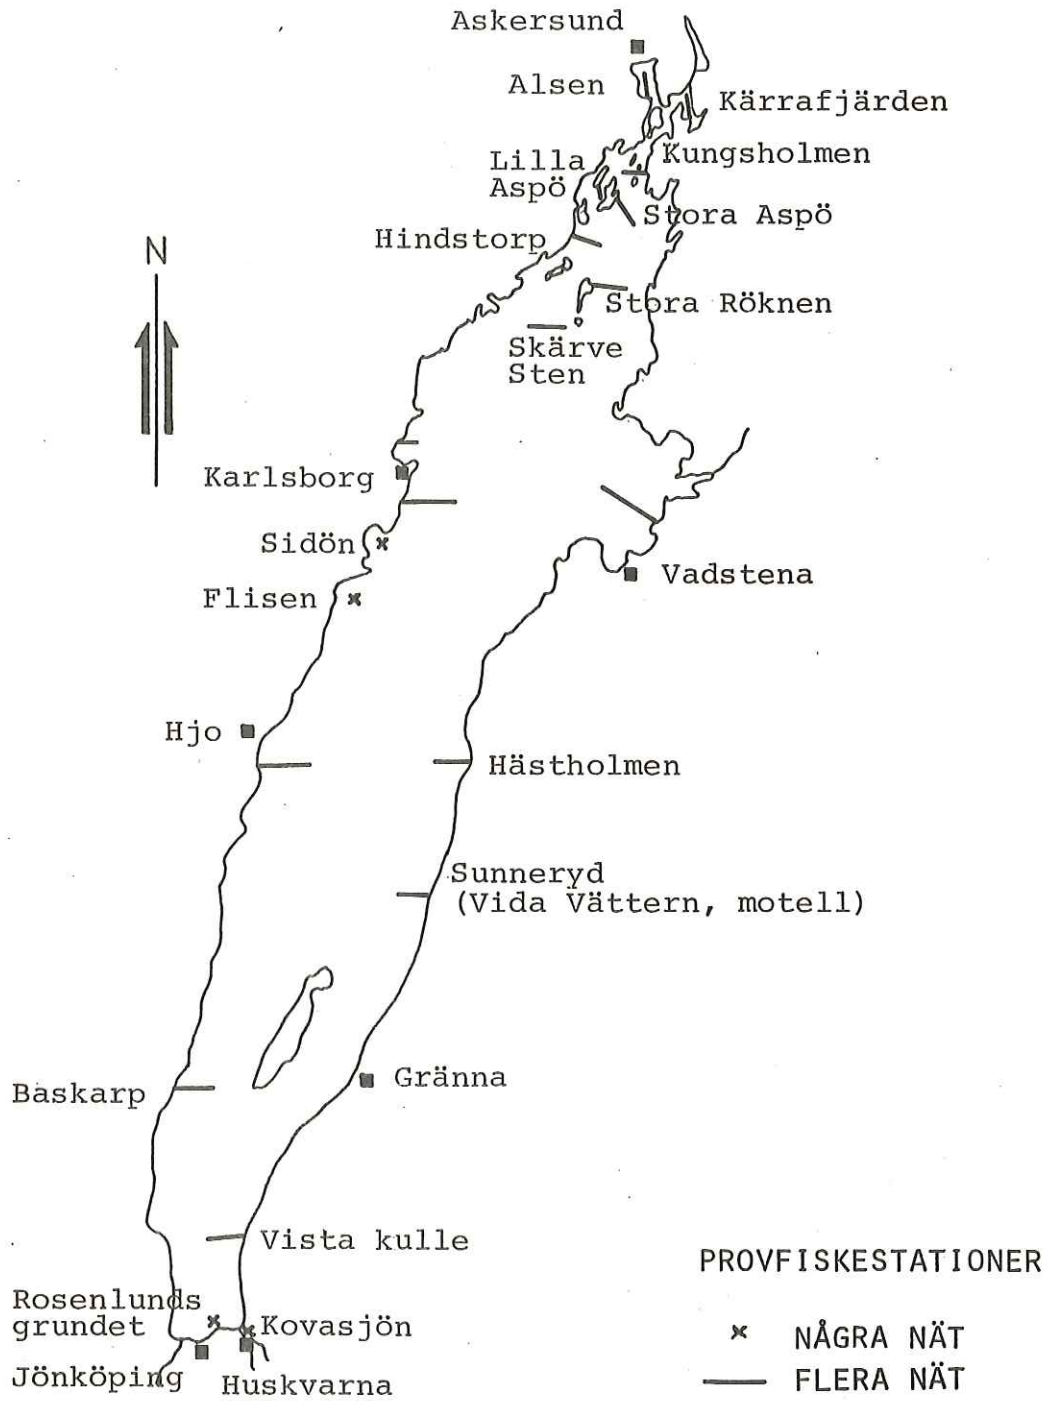 Askersund
Alsen
Kärrafjärden
Kungsholmen
Lilla
Aspö
Stora Aspö
Hindstorp
N
Stora Röknen
Skärve
Sten
Karlsborg
Sidön
Vadstena
Flisen
Hjo
Hästholmen
Sunneryd
(Vida Vättern, motell)
Gränna
Baskarp
Vista kulle
PROVFISKESTATIONER
Rosenlunds
grundet
Kovasjön
NÅGRA NÄT
Jönköping
Huskvarna
FLERA NÄT